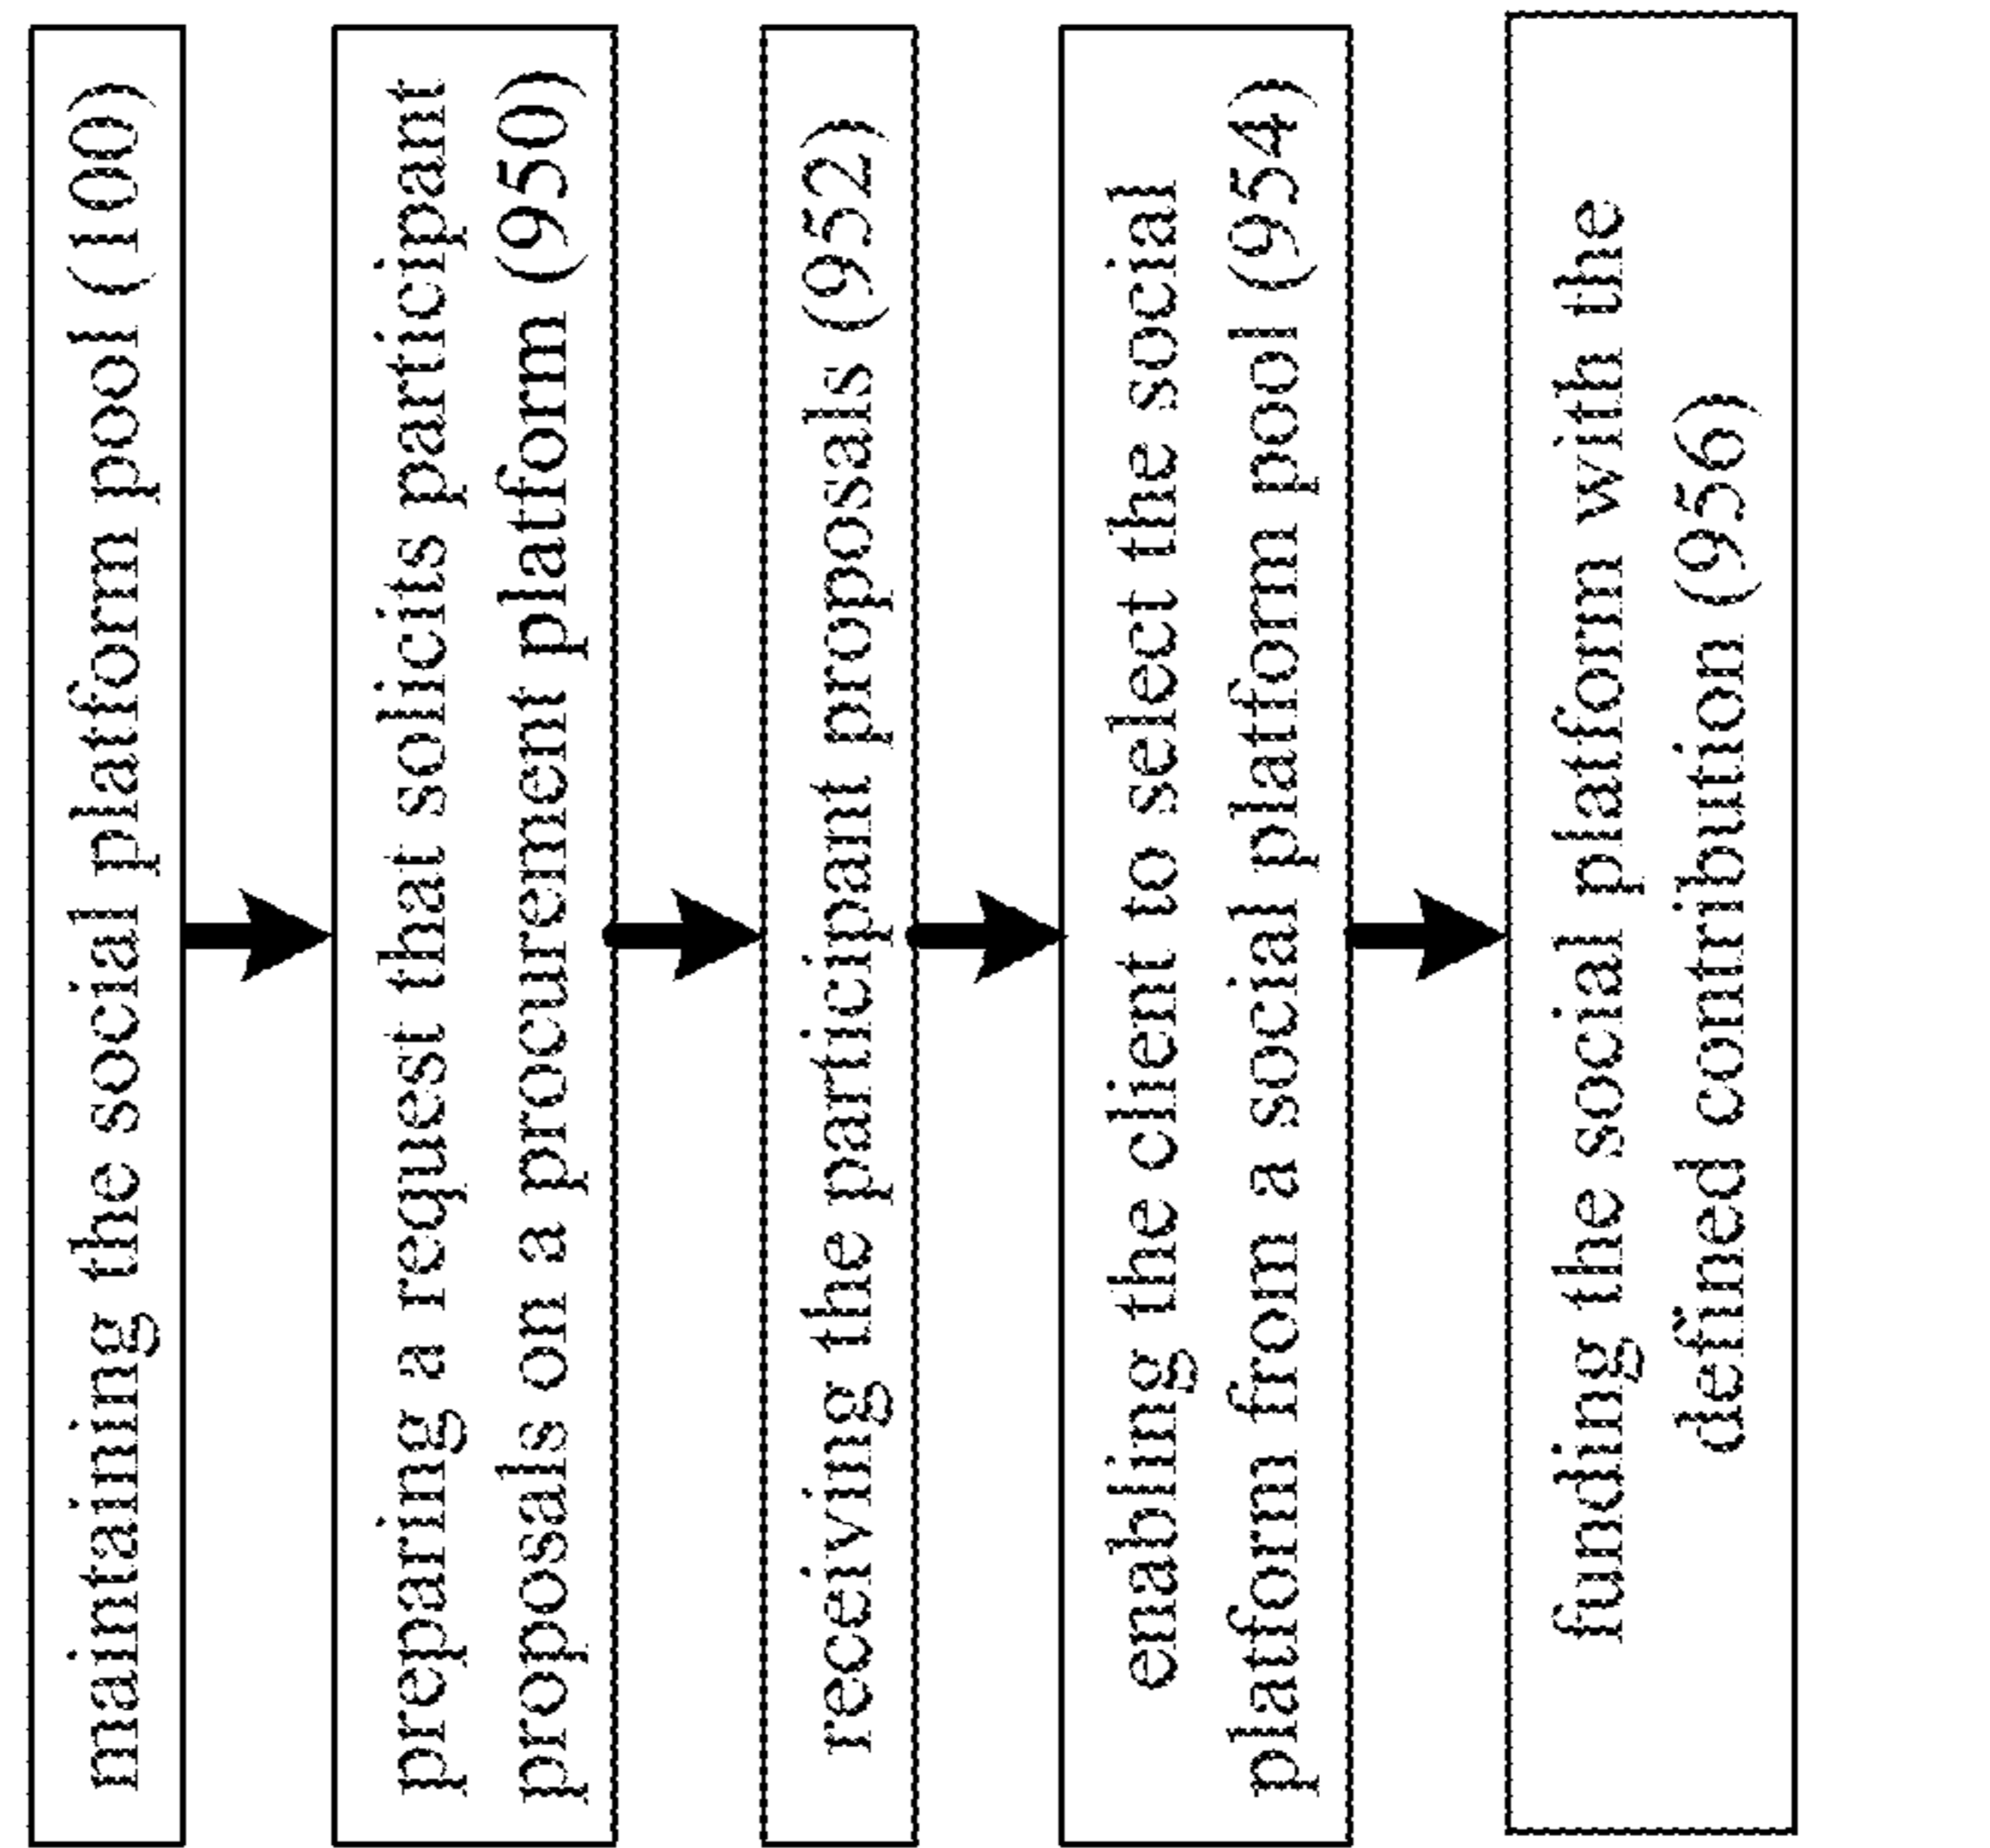 maintaining the social platform pool (100)
preparing a request that solicits participant
proposals on a procurement platform (950)
receiving the participant proposals (952)
enabling the client to select the social
platform from a social platform pool (954)
funding the social platform with the
defined contribution (956)